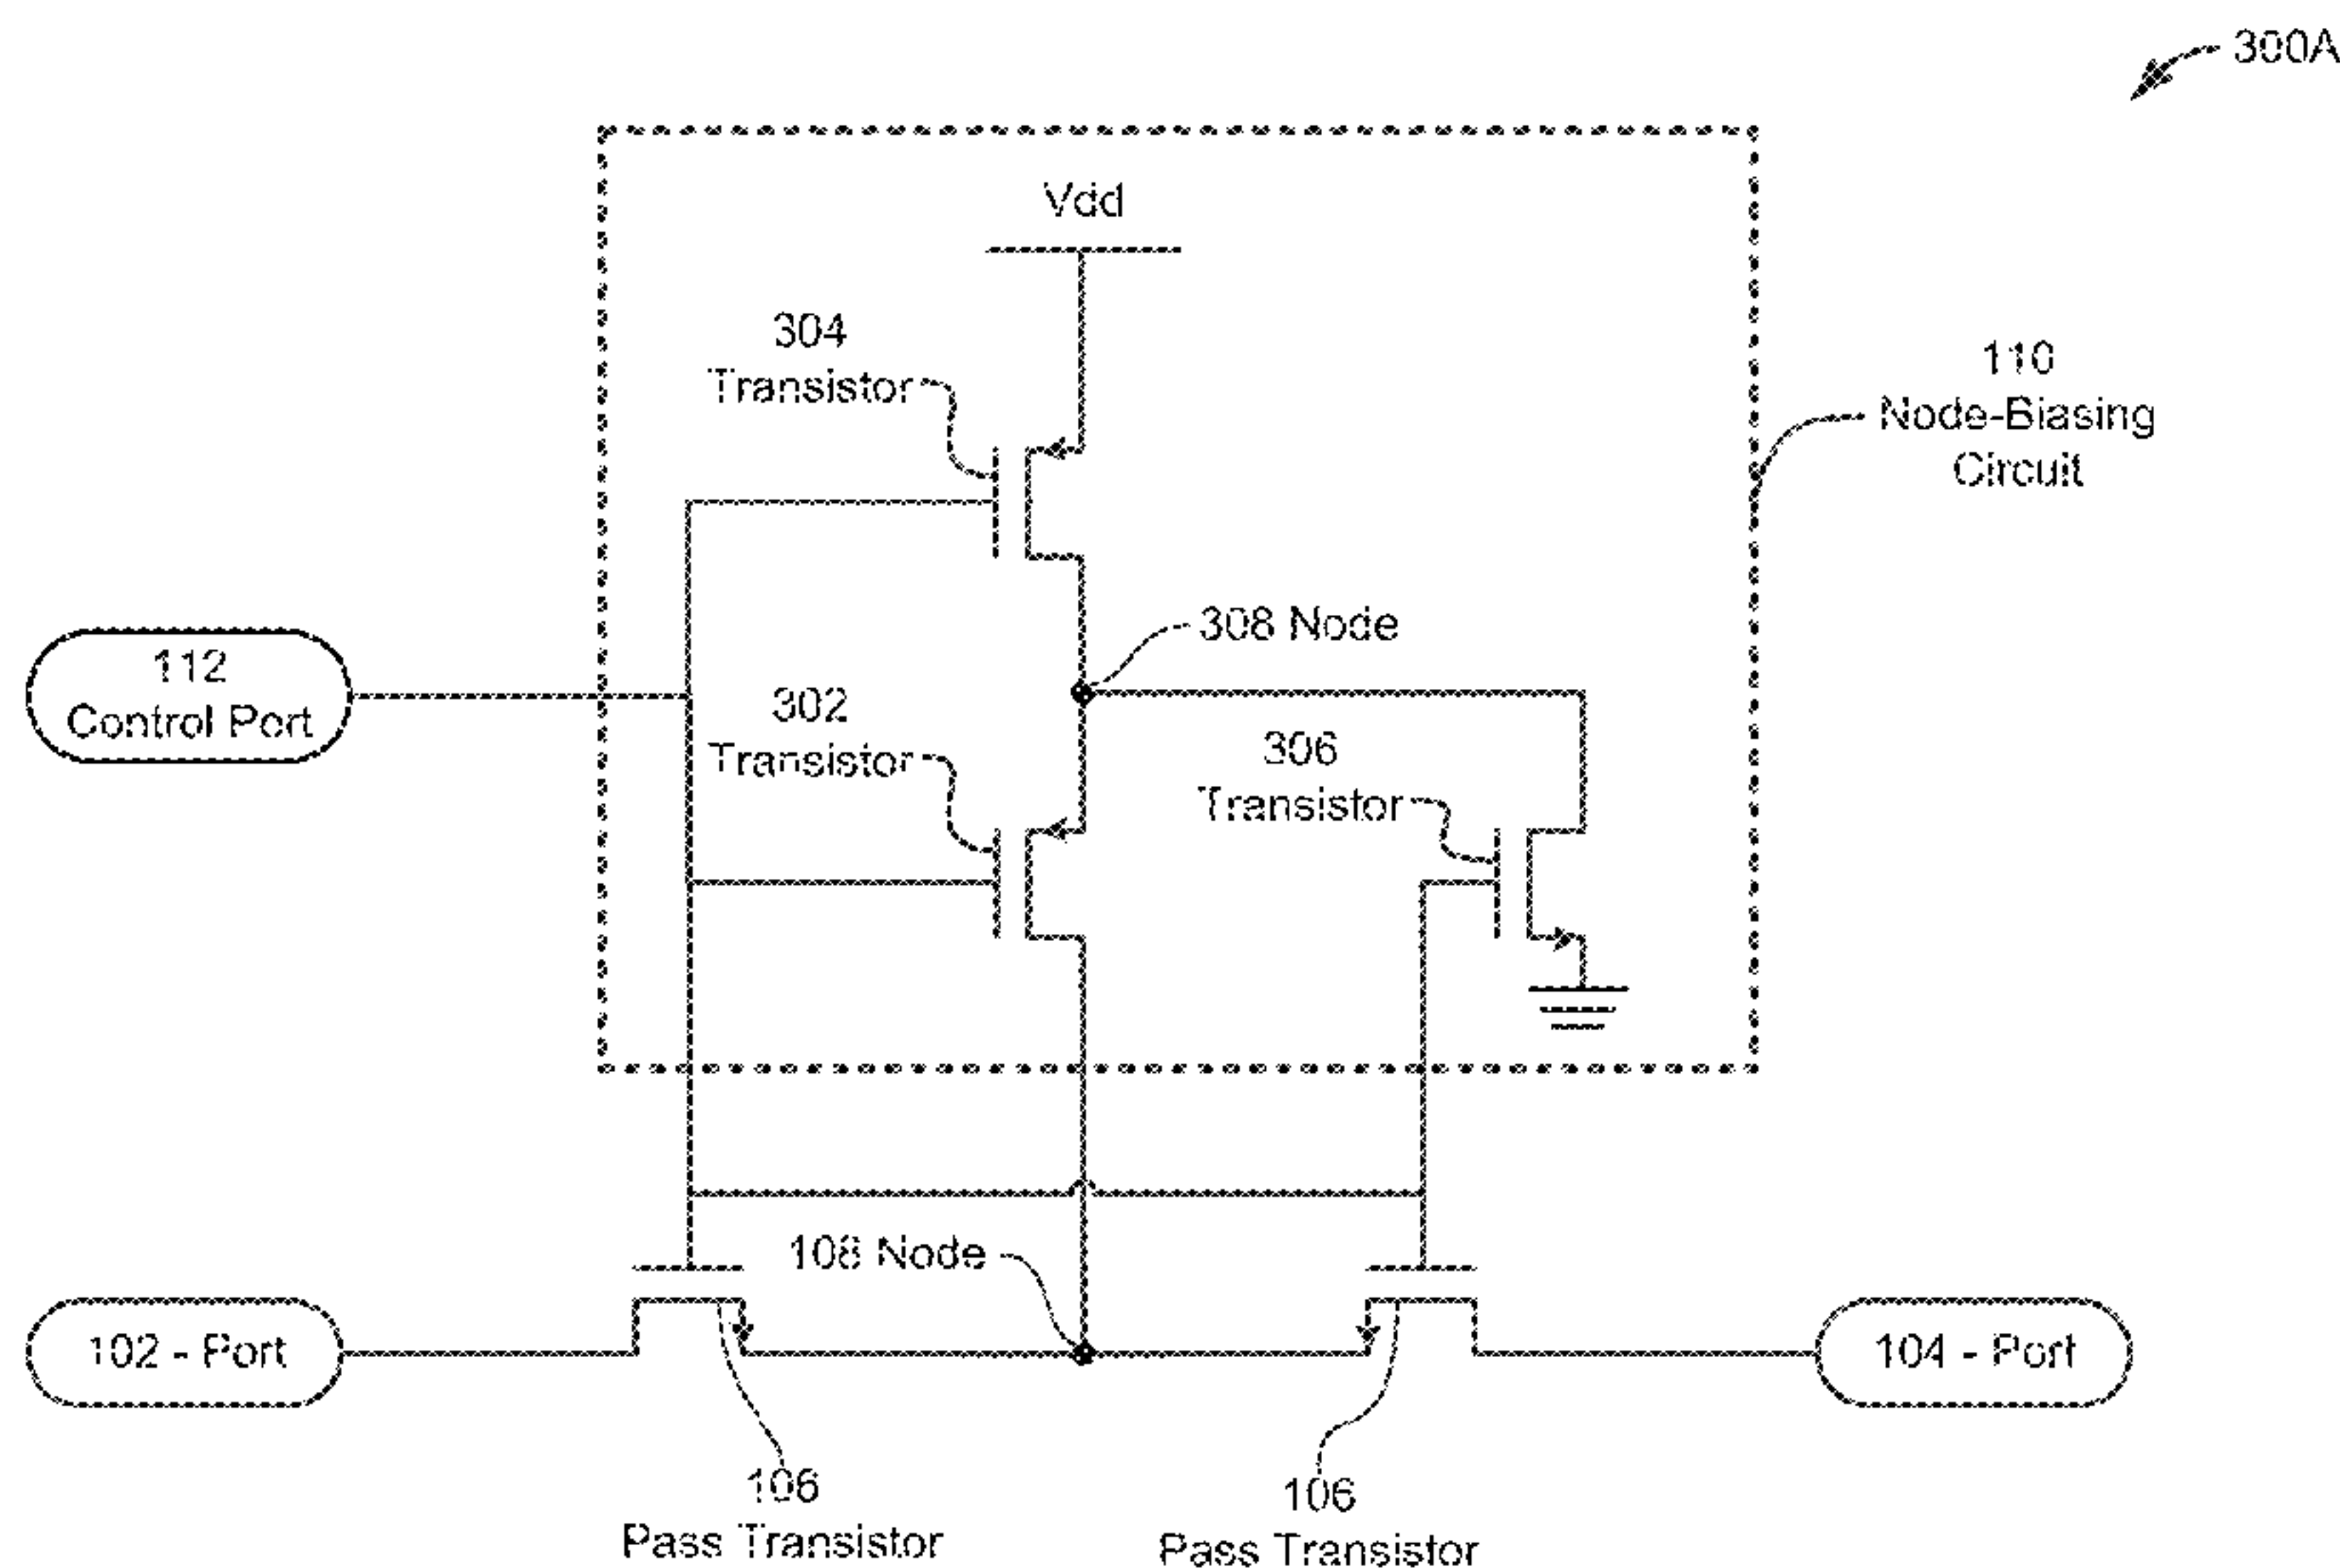 300A
Vdd
304
Transistor
110
Node-Biasing
Circuit
308 Node
112
Control Port
302
Transistor
306
Transistor
108 Node
102 - Port
104 - Port
106
Pass Transistor
106
Pass Transistor